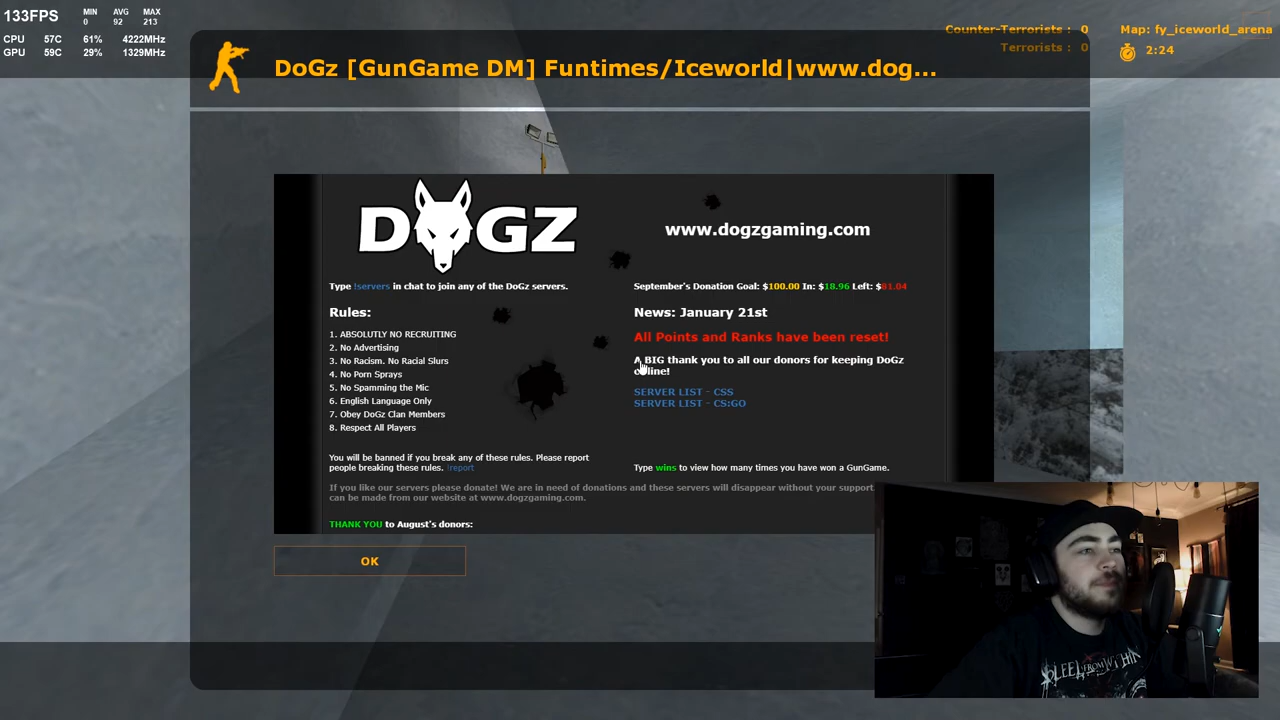 133FPS MIN AVG MAX
0 92 213
CPU 57C 61% 4222MHz
GPU 59C 29% 1329MHz
Counter-Terrorists : 0
Terrorists : 0
Map: fy_iceworld_arena
2:24
DoGz [GunGame DM] Funtimes/Iceworld|www.dog...
DOGZ
www.dogzgaming.com
Type !servers in chat to join any of the DoGz servers.
September's Donation Goal: $100.00 In: $18.96 Left: $81.04
Rules:
1. ABSOLUTLY NO RECRUITING
2. No Advertising
3. No Racism. No Racial Slurs
4. No Porn Sprays
5. No Spamming the Mic
6. English Language Only
7. Obey DoGz Clan Members
8. Respect All Players
You will be banned if you break any of these rules. Please report
people breaking these rules. !report
News: January 21st
All Points and Ranks have been reset!
A BIG thank you to all our donors for keeping DoGz
online!
SERVER LIST - CSS
SERVER LIST - CS:GO
Type wins to view how many times you have won a GunGame.
If you like our servers please donate! We are in need of donations and these servers will disappear without your support.
can be made from our website at www.dogzgaming.com.
THANK YOU to August's donors:
OK